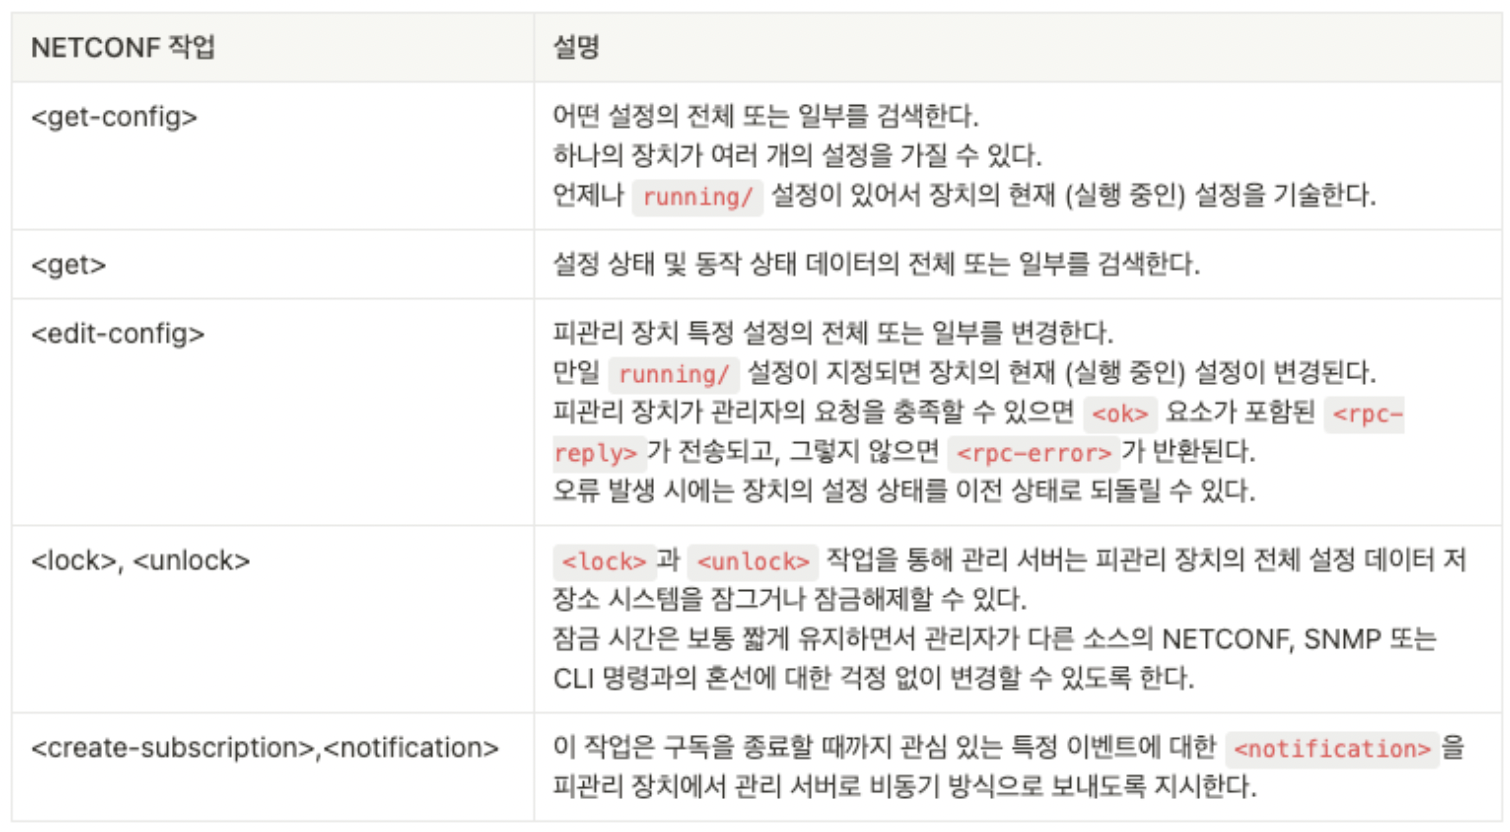 NETCONF 작업
설명
<get-config>
어떤 설정의 전체 또는 일부를 검색한다.
하나의 장치가 여러 개의 설정을 가질 수 있다.
언제나 running/ 설정이 있어서 장치의 현재 (실행 중인) 설정을 기술한다.
<get>
설정 상태 및 동작 상태 데이터의 전체 또는 일부를 검색한다.
<edit-config>
피관리 장치 특정 설정의 전체 또는 일부를 변경한다.
만일 running/ 설정이 지정되면 장치의 현재 (실행 중인) 설정이 변경된다.
피관리 장치가 관리자의 요청을 충족할 수 있으면 <ok> 요소가 포함된 <rpc-
reply> 가 전송되고, 그렇지 않으면 <rpc-error> 가 반환된다.
오류 발생 시에는 장치의 설정 상태를 이전 상태로 되돌릴 수 있다.
<lock>, <unlock>
<lock> 과 <unlock> 작업을 통해 관리 서버는 피관리 장치의 전체 설정 데이터 저
장소 시스템을 잠그거나 잠금해제할 수 있다.
잠금 시간은 보통 짧게 유지하면서 관리자가 다른 소스의 NETCONF, SNMP 또는
CLI 명령과의 혼선에 대한 걱정 없이 변경할 수 있도록 한다.
<create-subscription>,<notification>
이 작업은 구독을 종료할 때까지 관심 있는 특정 이벤트에 대한 <notification> 을
피관리 장치에서 관리 서버로 비동기 방식으로 보내도록 지시한다.